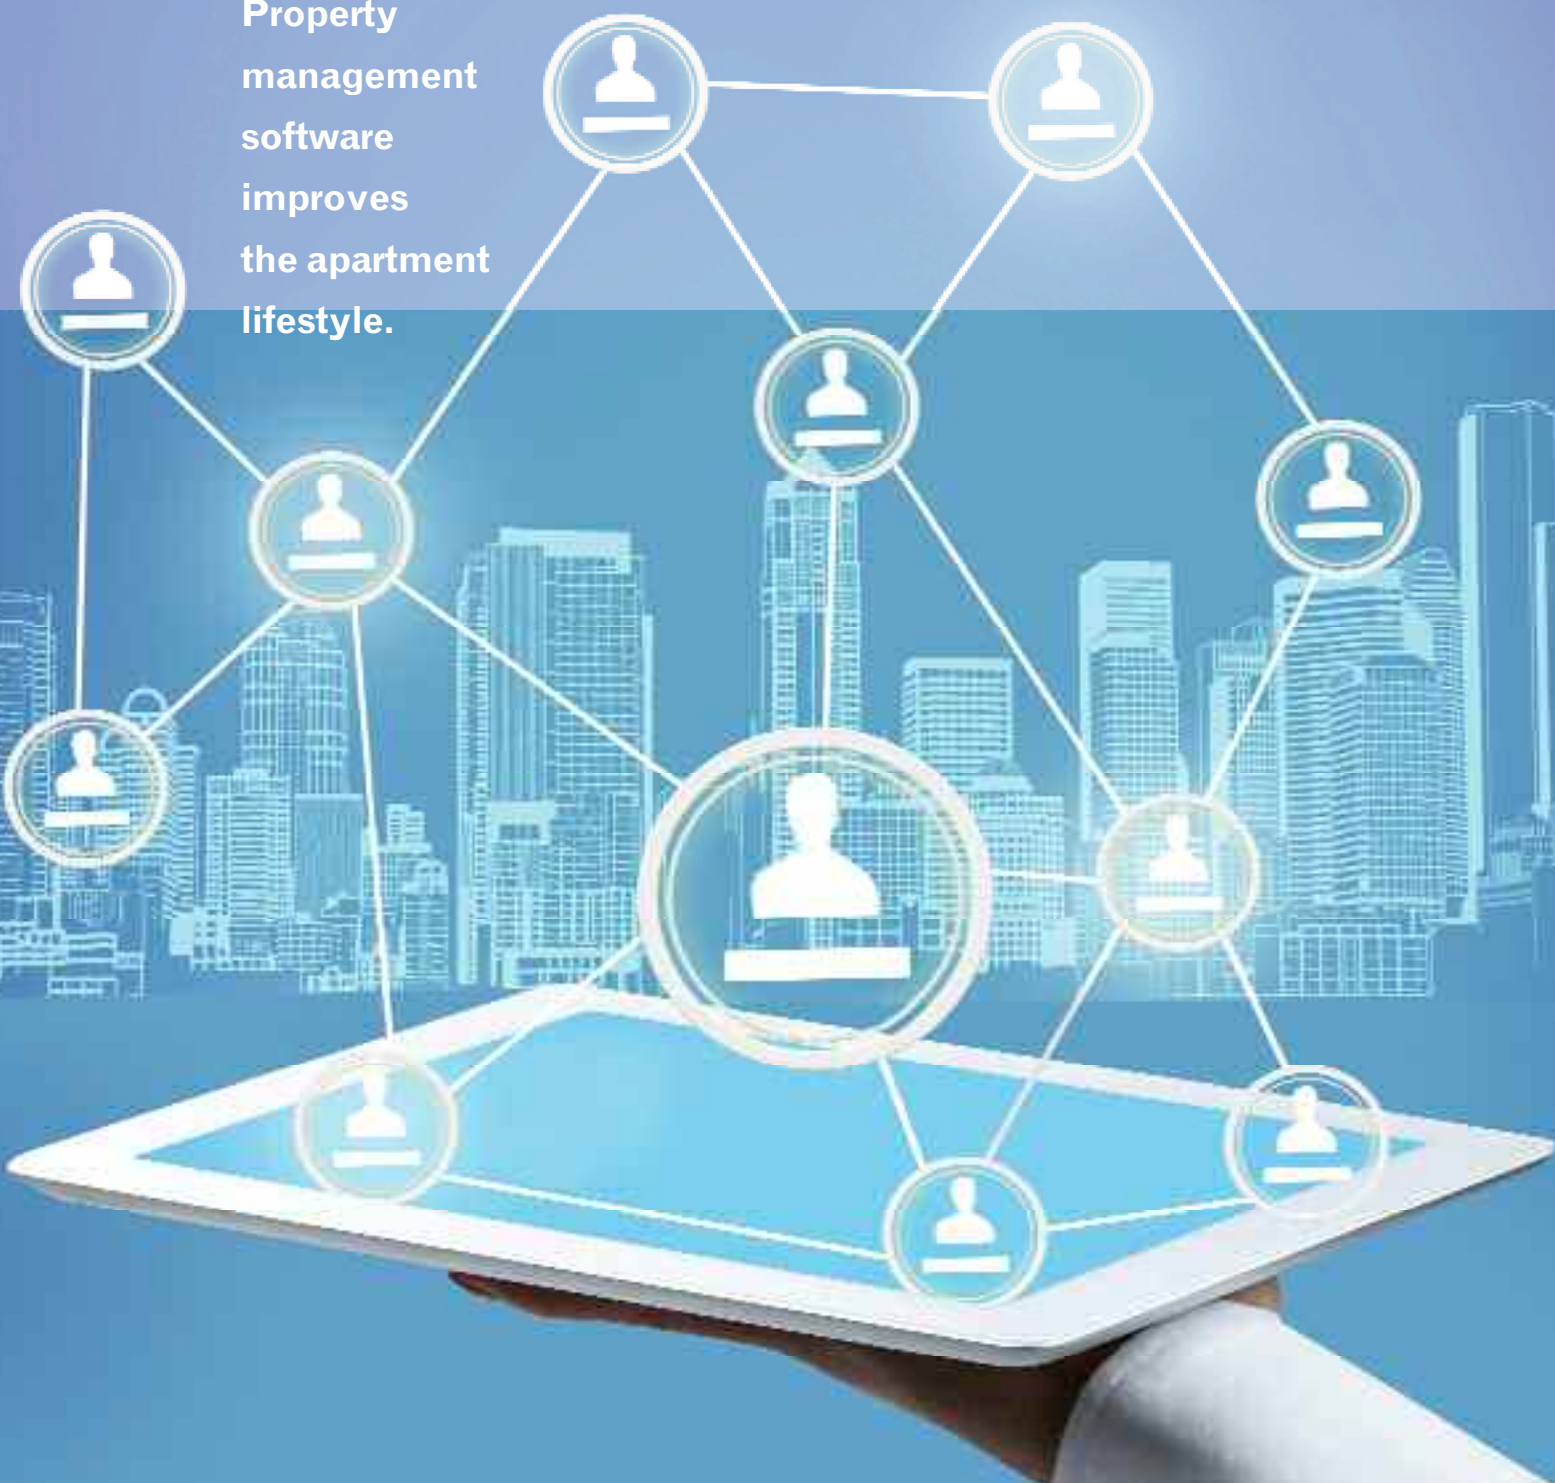 Property
management
software
improves
the apartment
lifestyle.